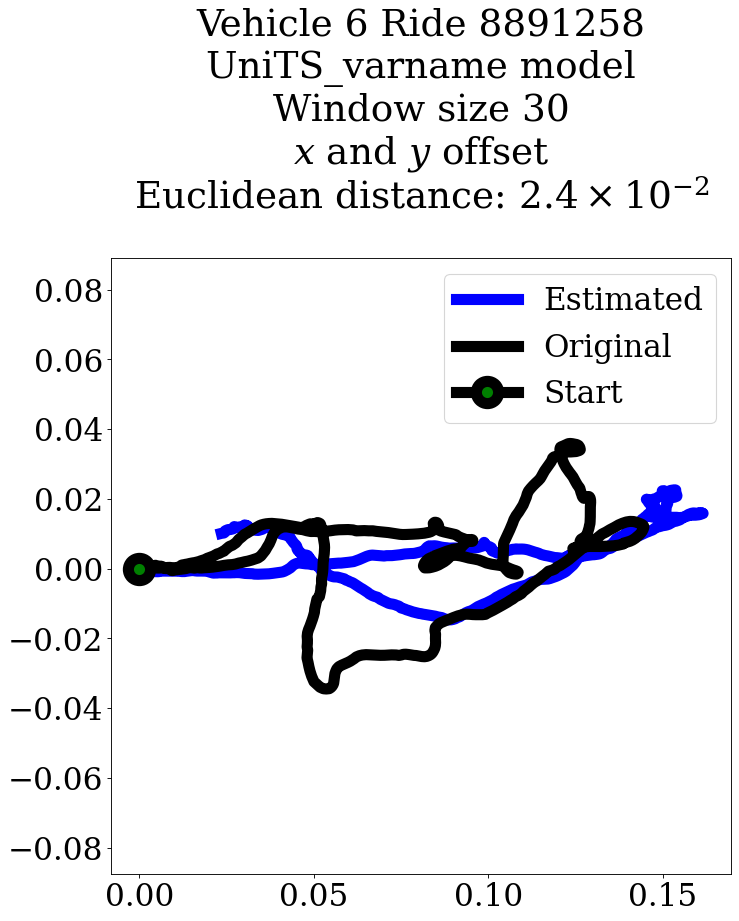 Vehicle 6 Ride 8891258
UniTS_varname model
Window size 30
x and y offset
Euclidean distance: 2.4 × 10⁻²
Estimated
Original
Start
0.08
0.06
0.04
0.02
0.00
−0.02
−0.04
−0.06
−0.08
0.00 0.05 0.10 0.15